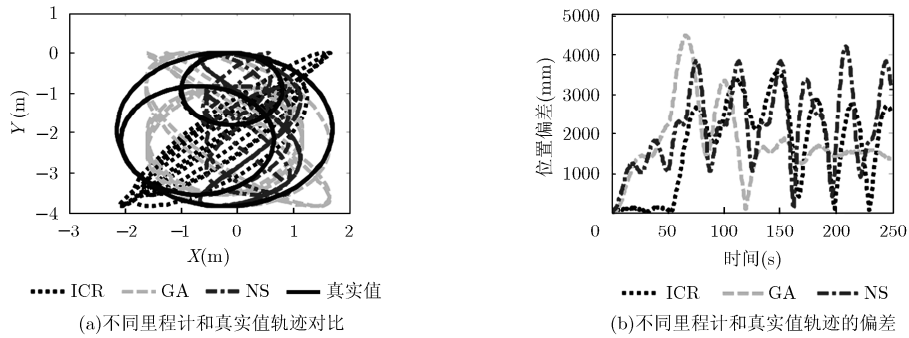 1
0
−1
−2
−3
−4
Y(m)
−3 −2 −1 0 1 2
X(m)
ICR GA NS 真实值
(a)不同里程计和真实值轨迹对比
5000
4000
3000
2000
1000
位置偏差(mm)
0 50 100 150 200 250
时间(s)
ICR GA NS
(b)不同里程计和真实值轨迹的偏差